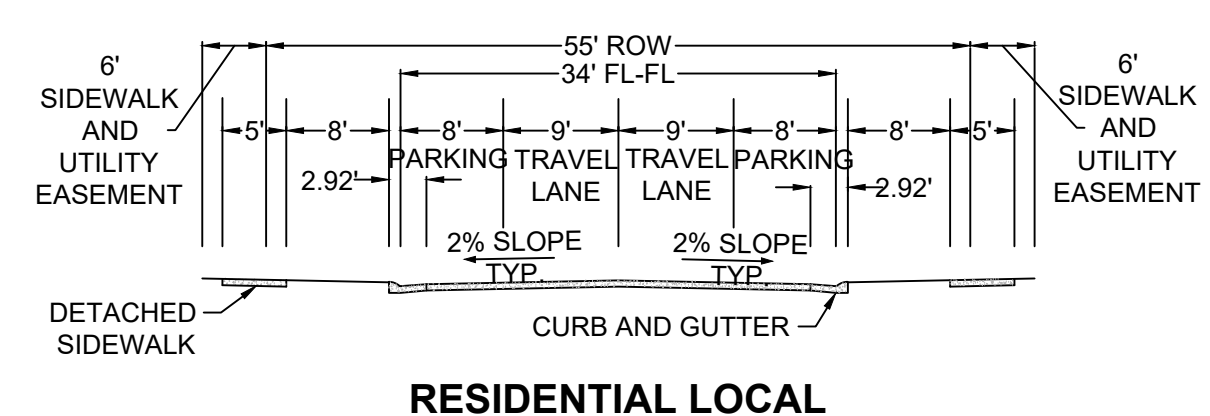 55' ROW
34' FL-FL
6'
SIDEWALK
AND
UTILITY
EASEMENT
6'
SIDEWALK
AND
UTILITY
EASEMENT
5' 8' 8' 9' 9' 8' 8' 5'
PARKING TRAVEL LANE TRAVEL LANE PARKING
2.92' 2.92'
2% SLOPE
TYP.
2% SLOPE
TYP.
DETACHED
SIDEWALK
CURB AND GUTTER
RESIDENTIAL LOCAL